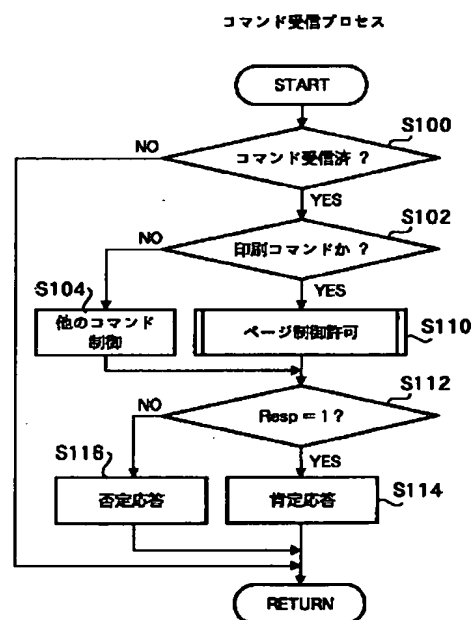 コマンド受信プロセス
START
S100
コマンド受信済 ?
NO
YES
S102
印刷コマンドか ?
NO
YES
S104
他のコマンド
制御
ページ制御許可
S110
S112
Resp = 1 ?
NO
YES
S116
否定応答
肯定応答
S114
RETURN